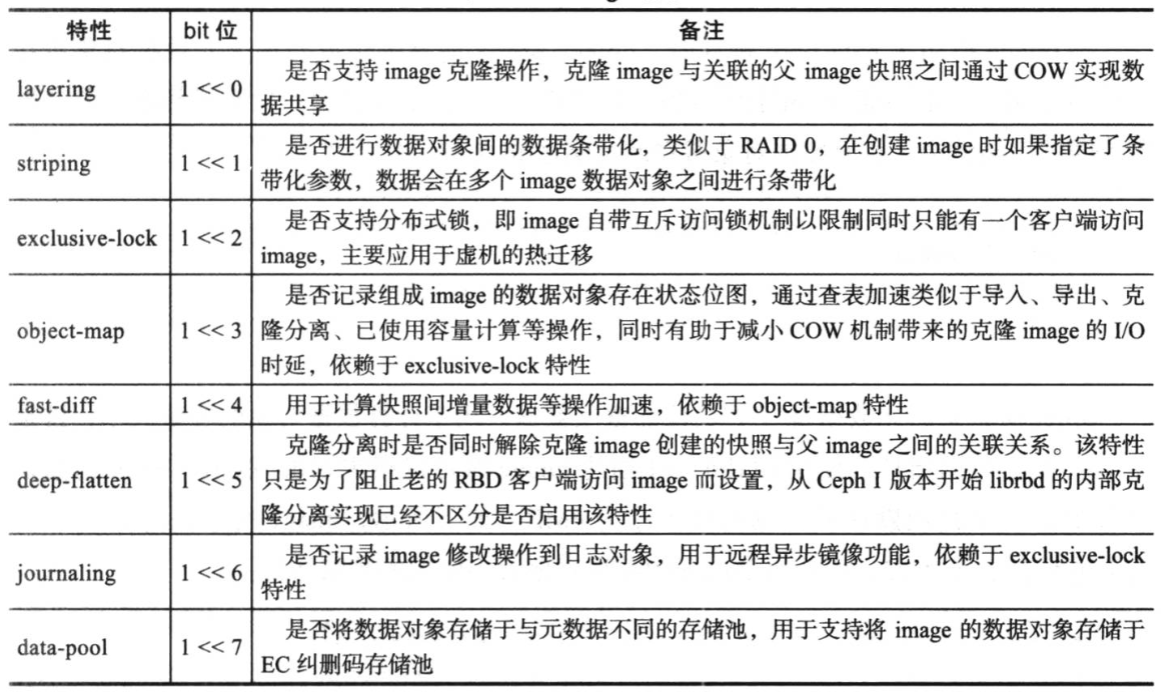 特性 bit 位 备注
layering 1 << 0 是否支持 image 克隆操作，克隆 image 与关联的父 image 快照之间通过 COW 实现数
据共享
striping 1 << 1 是否进行数据对象间的数据条带化，类似于 RAID 0，在创建 image 时如果指定了条
带化参数，数据会在多个 image 数据对象之间进行条带化
exclusive-lock 1 << 2 是否支持分布式锁，即 image 自带互斥访问锁机制以限制同时只能有一个客户端访问
image，主要应用于虚机的热迁移
是否记录组成 image 的数据对象存在状态位图，通过查表加速类似于导入、导出、克
object-map 1 << 3 隆分离、已使用容量计算等操作，同时有助于减小 COW 机制带来的克隆 image 的 I/O
时延，依赖于 exclusive-lock 特性
fast-diff 1 << 4 用于计算快照间增量数据等操作加速，依赖于 object-map 特性
克隆分离时是否同时解除克隆 image 创建的快照与父 image 之间的关联关系。该特性
deep-flatten 1 << 5 只是为了阻止老的 RBD 客户端访问 image 而设置，从 Ceph I 版本开始 librbd 的内部克
隆分离实现已经不区分是否启用该特性
journaling 1 << 6 是否记录 image 修改操作到日志对象，用于远程异步镜像功能，依赖于 exclusive-lock
特性
data-pool 1 << 7 是否将数据对象存储于与元数据不同的存储池，用于支持将 image 的数据对象存储于
EC 纠删码存储池